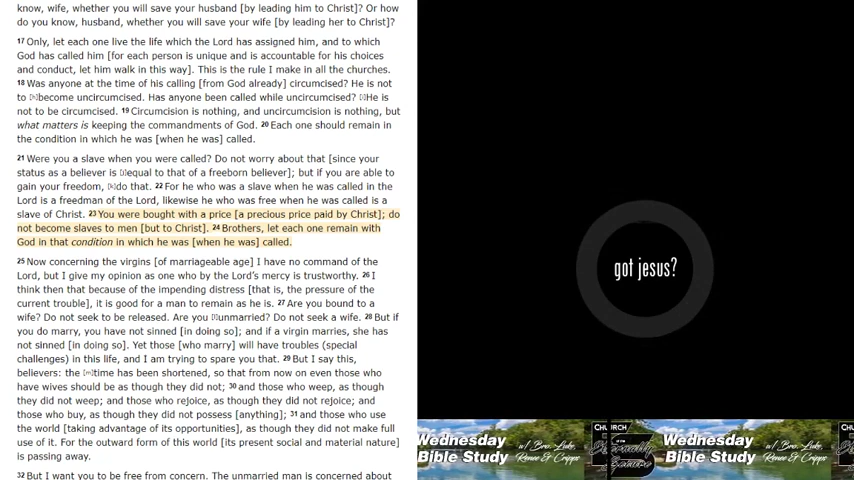 know, wife, whether you will save your husband [by leading him to Christ]? Or how
do you know, husband, whether you will save your wife [by leading her to Christ]?
17 Only, let each one live the life which the Lord has assigned him, and to which
God has called him [for each person is unique and is accountable for his choices
and conduct, let him walk in this way]. This is the rule I make in all the churches.
18 Was anyone at the time of his calling [from God already] circumcised? He is not
to [h]become uncircumcised. Has anyone been called while uncircumcised? [i]He is
not to be circumcised. 19 Circumcision is nothing, and uncircumcision is nothing, but
what matters is keeping the commandments of God. 20 Each one should remain in
the condition in which he was [when he was] called.
21 Were you a slave when you were called? Do not worry about that [since your
status as a believer is [j]equal to that of a freeborn believer]; but if you are able to
gain your freedom, [k]do that. 22 For he who was a slave when he was called in the
Lord is a freedman of the Lord, likewise he who was free when he was called is a
slave of Christ. 23 You were bought with a price [a precious price paid by Christ]; do
not become slaves to men [but to Christ]. 24 Brothers, let each one remain with
God in that condition in which he was [when he was] called.
25 Now concerning the virgins [of marriageable age] I have no command of the
Lord, but I give my opinion as one who by the Lord's mercy is trustworthy. 26 I
think then that because of the impending distress [that is, the pressure of the
current trouble], it is good for a man to remain as he is. 27 Are you bound to a
wife? Do not seek to be released. Are you [l]unmarried? Do not seek a wife. 28 But if
you do marry, you have not sinned [in doing so]; and if a virgin marries, she has
not sinned [in doing so]. Yet those [who marry] will have troubles (special
challenges) in this life, and I am trying to spare you that. 29 But I say this,
believers: the [m]time has been shortened, so that from now on even those who
have wives should be as though they did not; 30 and those who weep, as though
they did not weep; and those who rejoice, as though they did not rejoice; and
those who buy, as though they did not possess [anything]; 31 and those who use
the world [taking advantage of its opportunities], as though they did not make full
use of it. For the outward form of this world [its present social and material nature]
is passing away.
32 But I want you to be free from concern. The unmarried man is concerned about
got jesus?
Wednesday
Bible Study
w/ Bro. Luke,
Renee & Cripps
CHURCH
Eternally
Secure
Wednesday
Bible Study
w/ Bro. Luke,
Renee & Cripps